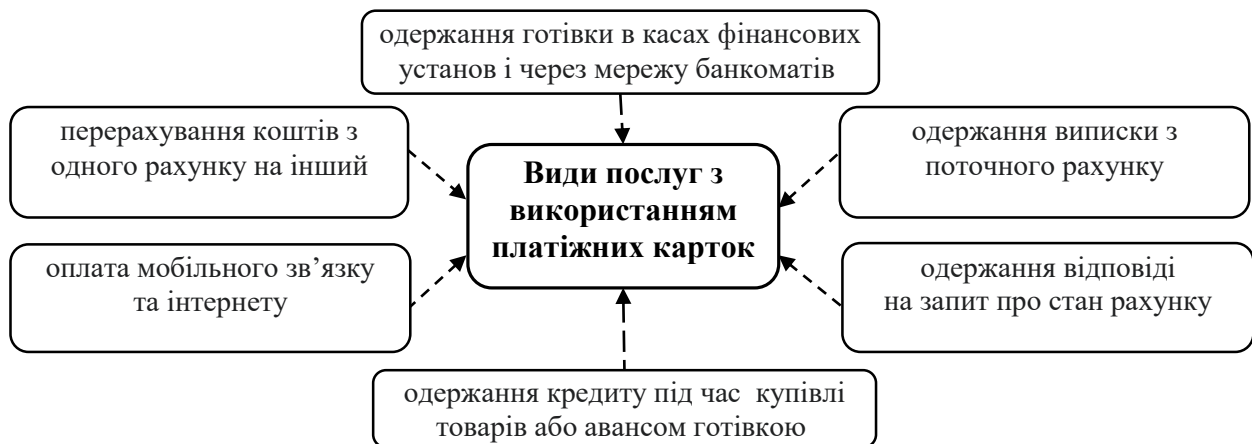 одержання готівки в касах фінансових
установ і через мережу банкоматів
перерахування коштів з
одного рахунку на інший
Види послуг з
використанням
платіжних карток
одержання виписки з
поточного рахунку
оплата мобільного зв’язку
та інтернету
одержання відповіді
на запит про стан рахунку
одержання кредиту під час купівлі
товарів або авансом готівкою